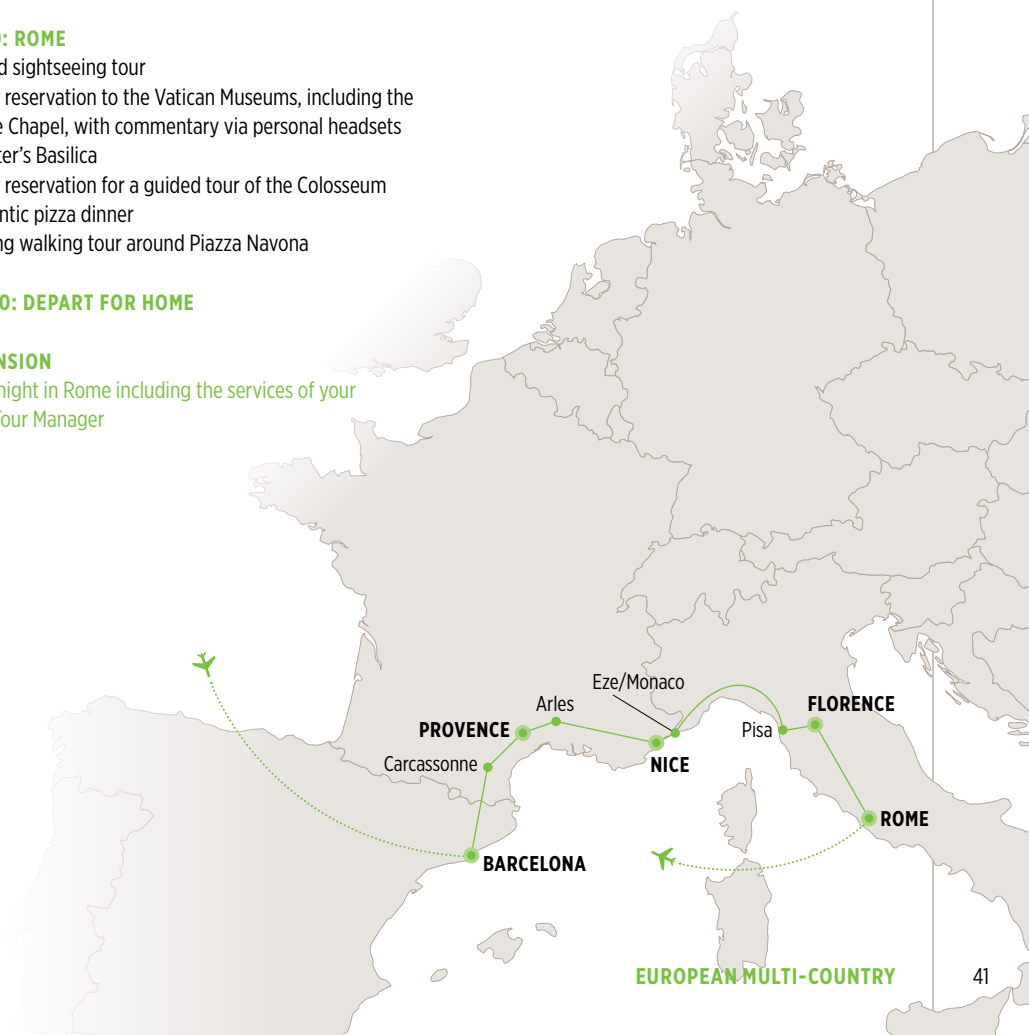 : ROME
d sightseeing tour
reservation to the Vatican Museums, including the
e Chapel, with commentary via personal headsets
ter's Basilica
reservation for a guided tour of the Colosseum
ntic pizza dinner
ng walking tour around Piazza Navona
0: DEPART FOR HOME
NSION
night in Rome including the services of your
Tour Manager
Eze/Monaco
Arles
FLORENCE
PROVENCE
Pisa
Carcassonne
NICE
ROME
BARCELONA
EUROPEAN MULTI-COUNTRY 41